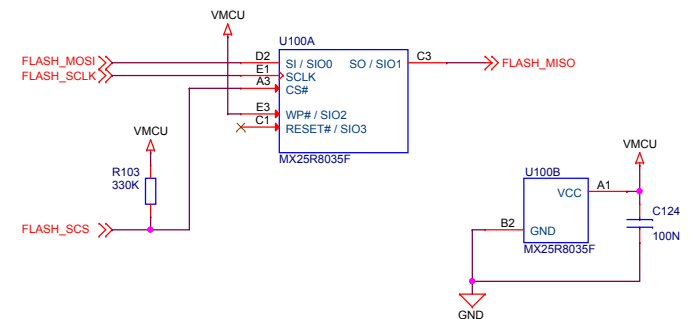 VMCU
U100A
FLASH_MOSI D2 SI / SIO0 SO / SIO1 C3 FLASH_MISO
FLASH_SCLK E1 SCLK
A3 CS#
E3 WP# / SIO2
C1 RESET# / SIO3
MX25R8035F
VMCU
R103
330K
FLASH_SCS
VMCU
U100B
VCC A1
C124
100N
B2 GND
MX25R8035F
GND